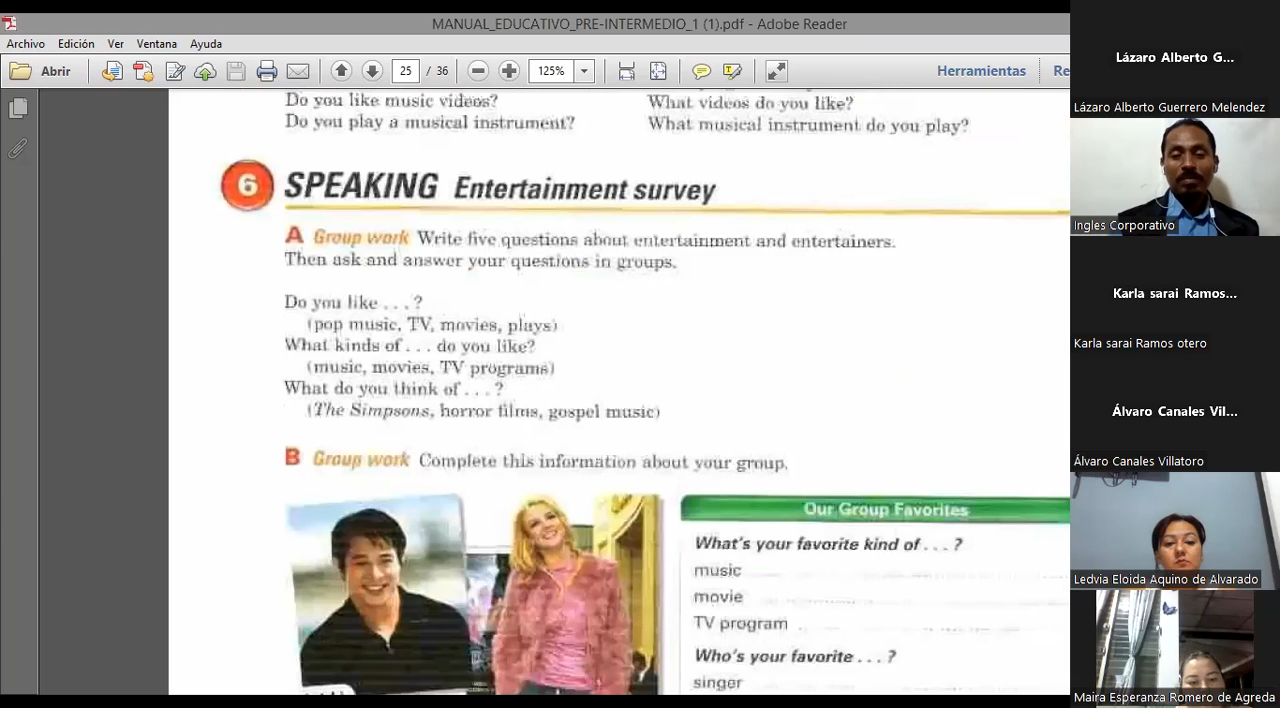 MANUAL_EDUCATIVO_PRE-INTERMEDIO_1 (1).pdf - Adobe Reader
Archivo Edición Ver Ventana Ayuda
Abrir 25 / 36 125% Herramientas Re
Do you like music videos? What videos do you like?
Do you play a musical instrument? What musical instrument do you play?
6 SPEAKING Entertainment survey
A Group work Write five questions about entertainment and entertainers.
Then ask and answer your questions in groups.
Do you like . . . ?
(pop music, TV, movies, plays)
What kinds of . . . do you like?
(music, movies, TV programs)
What do you think of . . . ?
(The Simpsons, horror films, gospel music)
B Group work Complete this information about your group.
Our Group Favorites
What's your favorite kind of . . . ?
music
movie
TV program
Who's your favorite . . . ?
singer
Lázaro Alberto G...
Lázaro Alberto Guerrero Melendez
Ingles Corporativo
Karla sarai Ramos...
Karla sarai Ramos otero
Álvaro Canales Vil...
Álvaro Canales Villatoro
Ledvia Eloida Aquino de Alvarado
Maira Esperanza Romero de Agreda